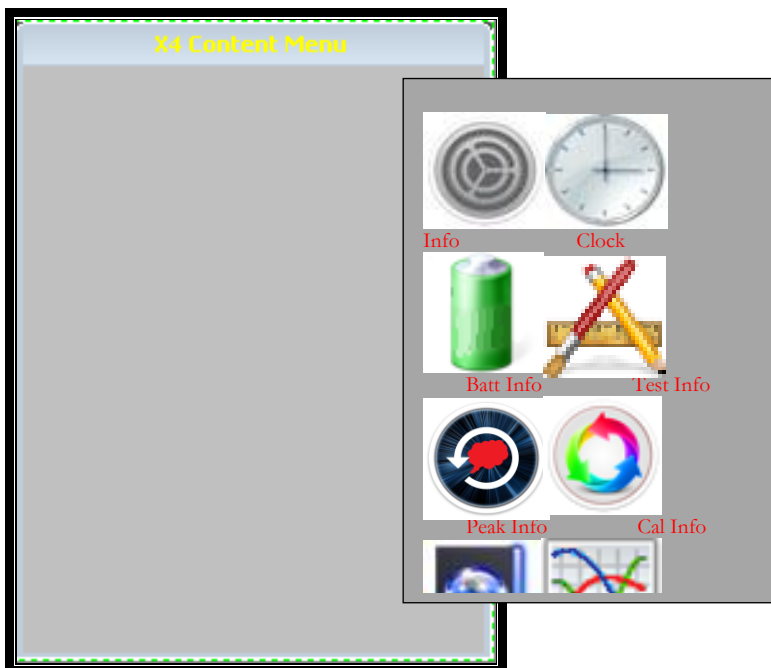 X4 Content Menu
Info Clock
Batt Info Test Info
Peak Info Cal Info